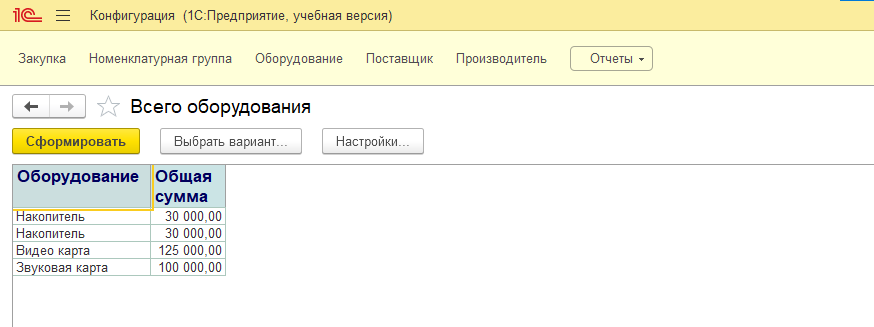 1С Конфигурация (1С:Предприятие, учебная версия)
Закупка Номенклатурная группа Оборудование Поставщик Производитель Отчеты
Всего оборудования
Сформировать Выбрать вариант... Настройки...
Оборудование Общая
сумма
Накопитель 30 000,00
Накопитель 30 000,00
Видео карта 125 000,00
Звуковая карта 100 000,00